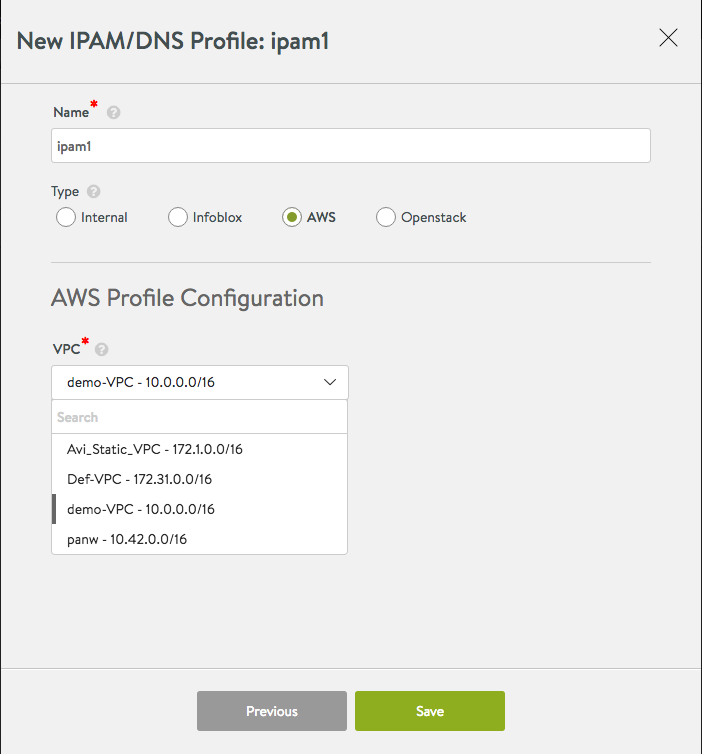 New IPAM/DNS Profile: ipam1
Name* ?
ipam1
Type ?
Internal Infoblox AWS Openstack
AWS Profile Configuration
VPC* ?
demo-VPC - 10.0.0.0/16
Search
Avi_Static_VPC - 172.1.0.0/16
Def-VPC - 172.31.0.0/16
demo-VPC - 10.0.0.0/16
panw - 10.42.0.0/16
Previous Save